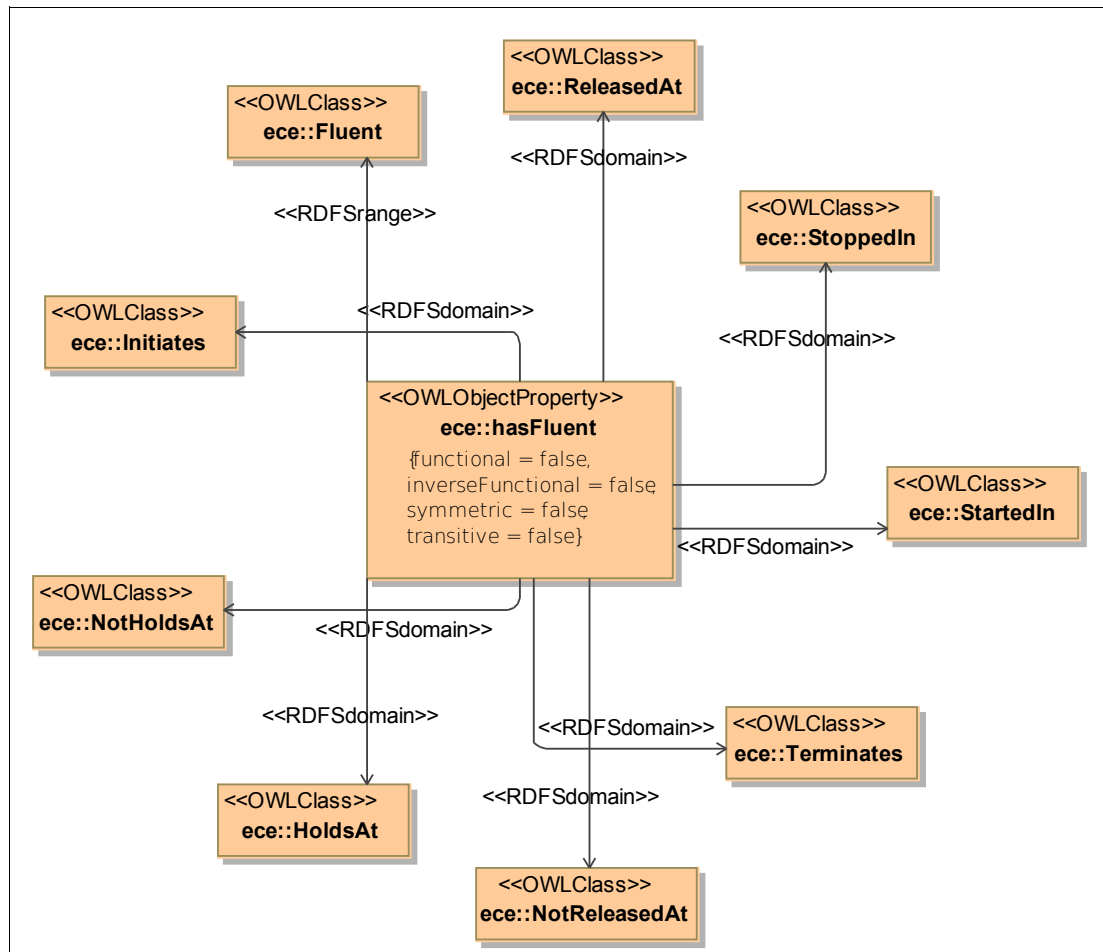 <<OWLClass>>
ece::ReleasedAt
<<OWLClass>>
ece::Fluent
<<RDFSdomain>>
<<RDFSrange>>
<<OWLClass>>
ece::StoppedIn
<<OWLClass>>
ece::Initiates
<<RDFSdomain>>
<<RDFSdomain>>
<<OWLObjectProperty>>
ece::hasFluent
{functional = false,
inverseFunctional = false,
symmetric = false,
transitive = false}
<<OWLClass>>
ece::StartedIn
<<RDFSdomain>>
<<OWLClass>>
ece::NotHoldsAt
<<RDFSdomain>>
<<RDFSdomain>>
<<RDFSdomain>>
<<OWLClass>>
ece::Terminates
<<OWLClass>>
ece::HoldsAt
<<RDFSdomain>>
<<OWLClass>>
ece::NotReleasedAt